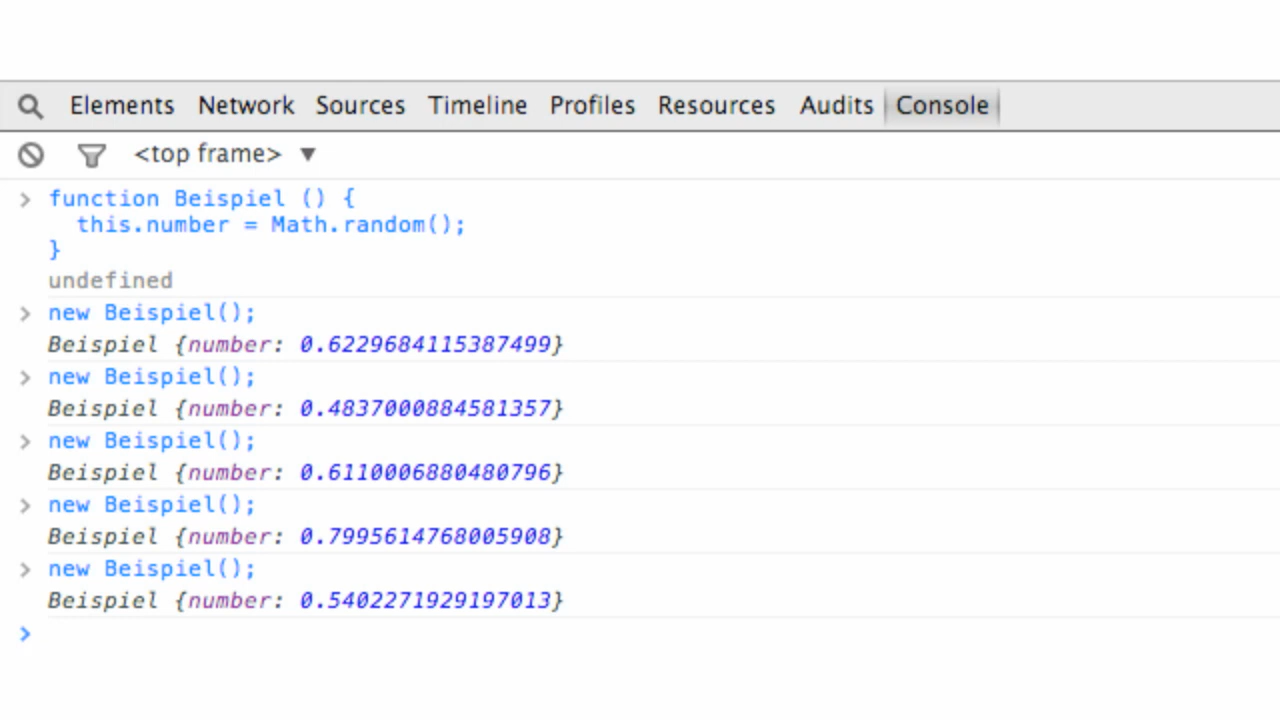 Elements Network Sources Timeline Profiles Resources Audits Console
<top frame> ▼
> function Beispiel () {
  this.number = Math.random();
}
undefined
> new Beispiel();
Beispiel {number: 0.6229684115387499}
> new Beispiel();
Beispiel {number: 0.4837000884581357}
> new Beispiel();
Beispiel {number: 0.6110006880480796}
> new Beispiel();
Beispiel {number: 0.7995614768005908}
> new Beispiel();
Beispiel {number: 0.5402271929197013}
>